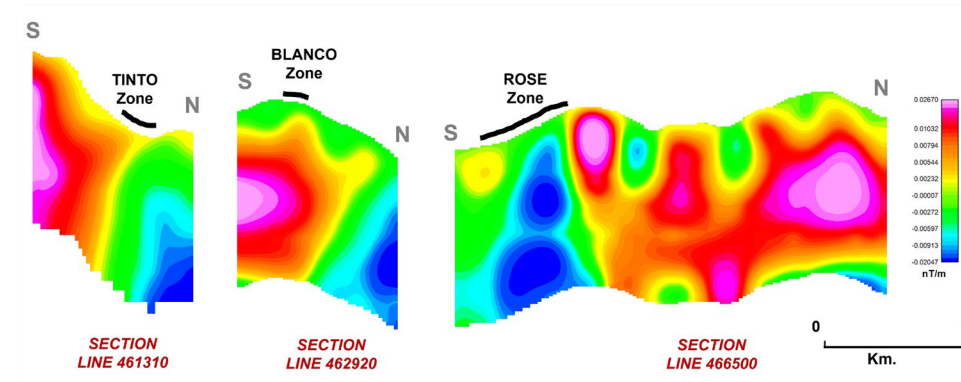 S
TINTO
Zone
N
SECTION
LINE 461310
S
BLANCO
Zone
N
SECTION
LINE 462920
S
ROSE
Zone
N
SECTION
LINE 466500
0.02670
0.01032
0.00794
0.00544
0.00232
-0.00007
-0.00272
-0.00597
-0.00913
-0.02047
nT/m
0
Km.